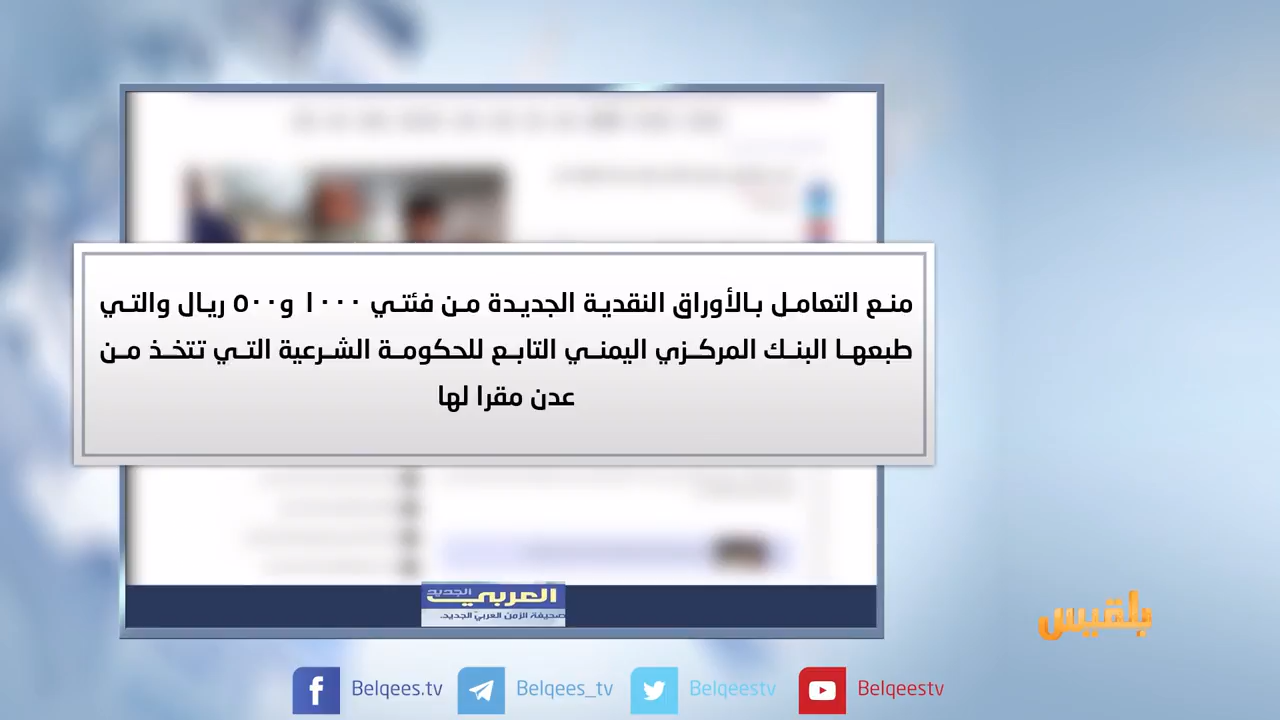 منع التعامل بالأوراق النقدية الجديدة من فئتي ١٠٠٠ و٥٠٠ ريال والتي
طبعها البنك المركزي اليمني التابع للحكومة الشرعية التي تتخذ من
عدن مقرا لها
العربي الجديد
صحيفة الزمن العربيّ الجديد.
بلقيس
Belqees.tv
Belqees_tv
Belqeestv
Belqeestv